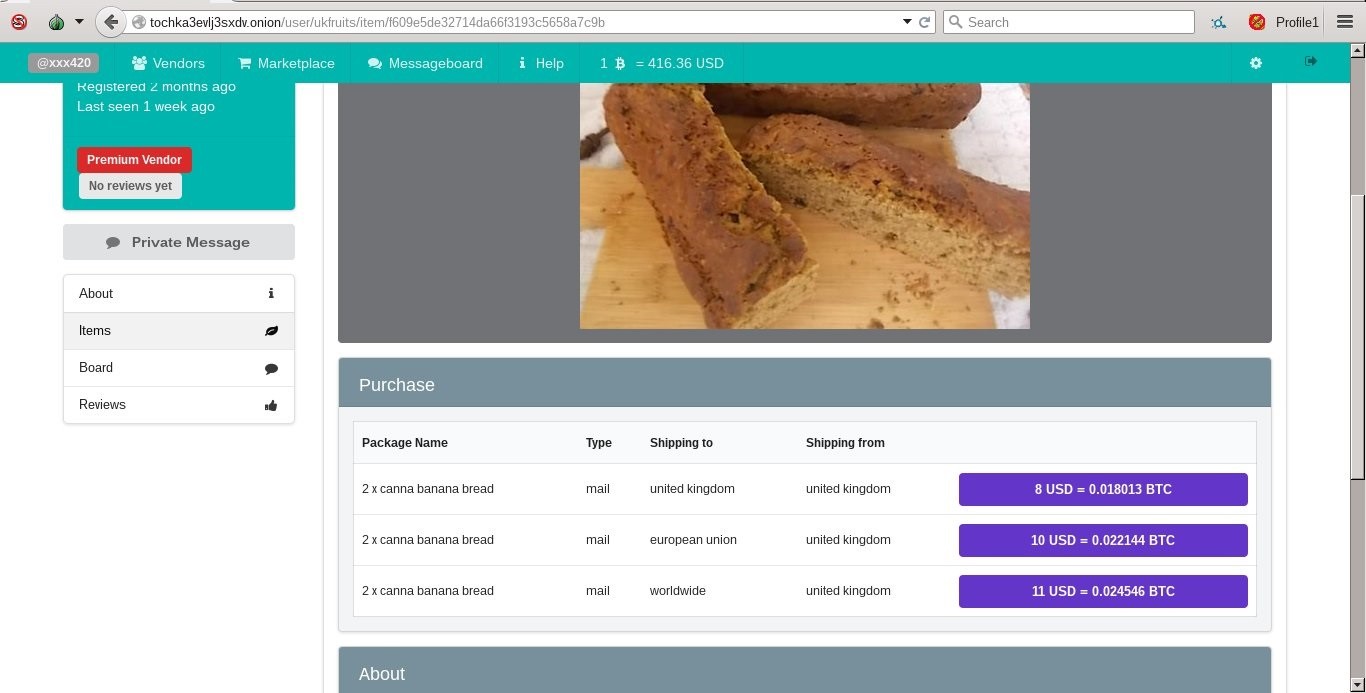 tochka3evlj3sxdv.onion/user/ukfruits/item/f609e5de32714da66f3193c5658a7c9b
Search
Profile1
@xxx420
Vendors
Marketplace
Messageboard
Help
1 = 416.36 USD
Registered 2 months ago
Last seen 1 week ago
Premium Vendor
No reviews yet
Private Message
About
Items
Board
Reviews
Purchase
Package Name Type Shipping to Shipping from
2 x canna banana bread mail united kingdom united kingdom 8 USD = 0.018013 BTC
2 x canna banana bread mail european union united kingdom 10 USD = 0.022144 BTC
2 x canna banana bread mail worldwide united kingdom 11 USD = 0.024546 BTC
About